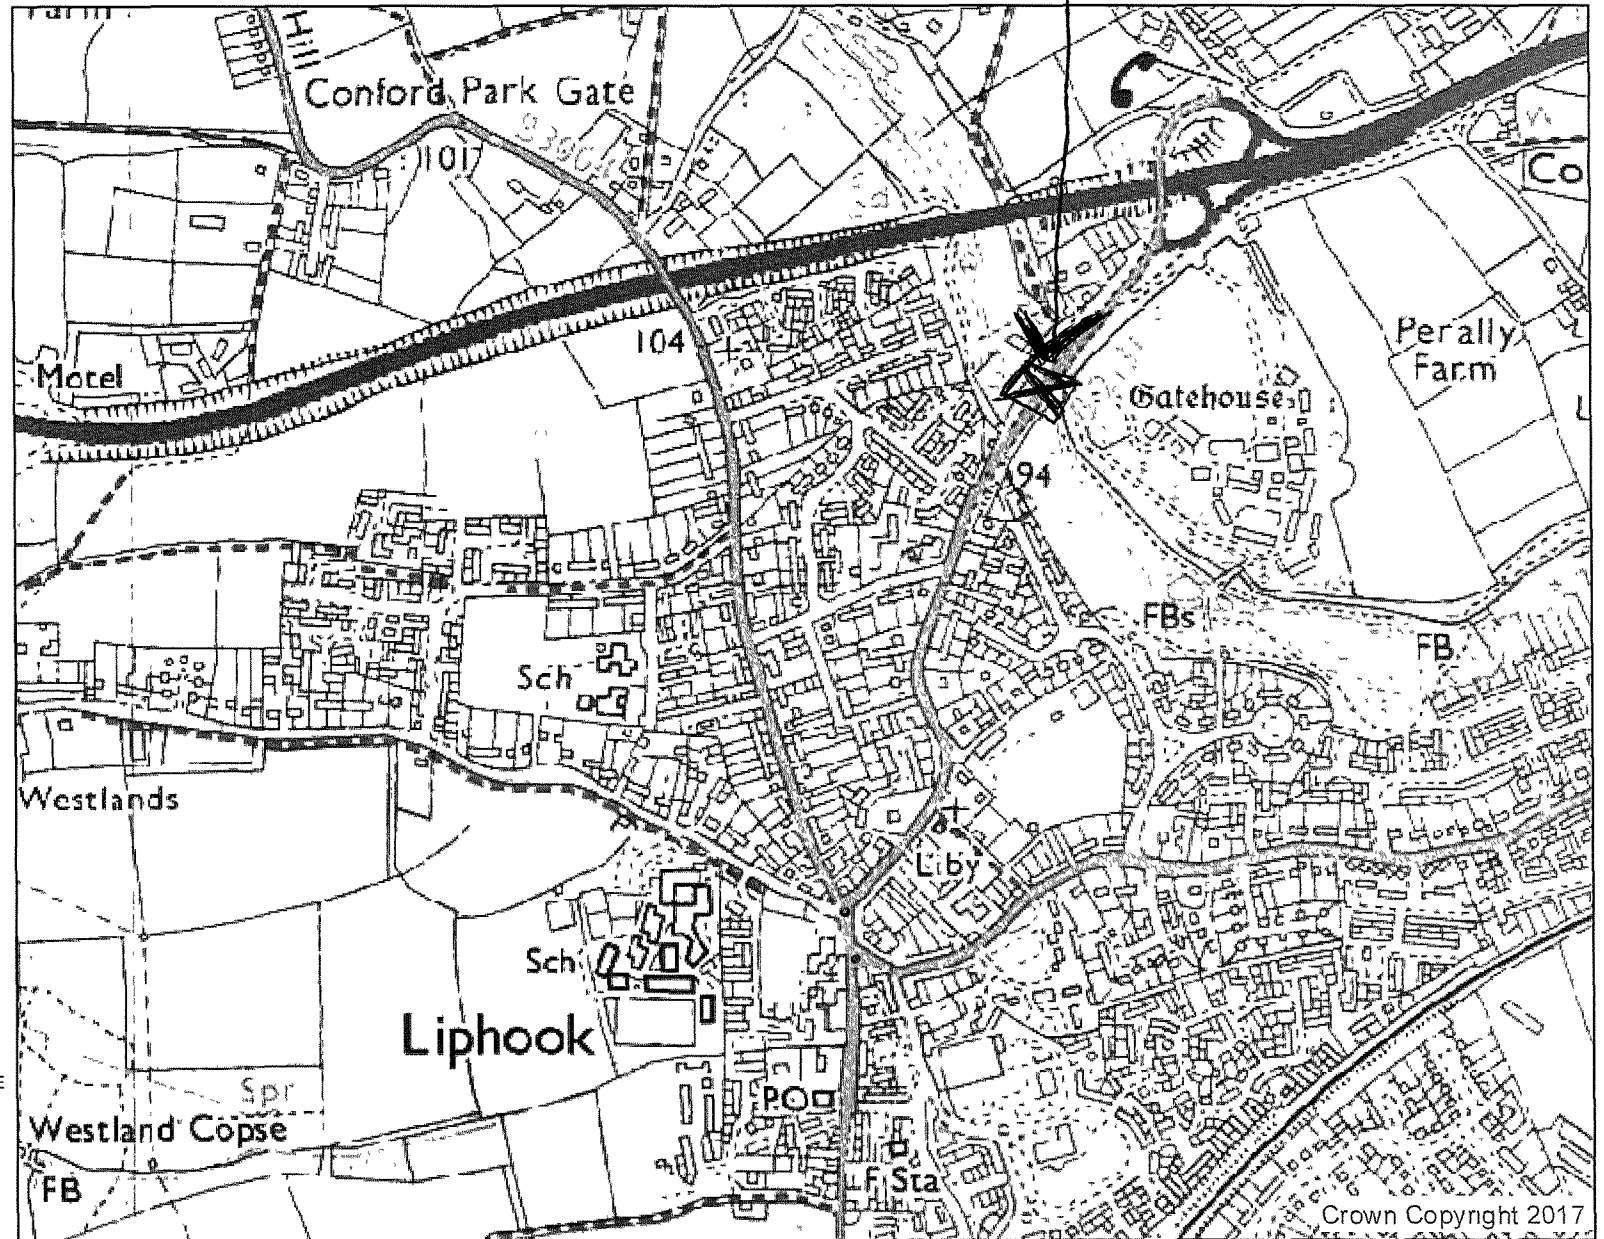 Farm
Hill
Conford Park Gate
101
Co
104
Perally
Farm
Motel
Gatehouse
94
FBs
FB
Sch
Westlands
Liby
Sch
Liphook
Spr
PO
Westland Copse
FB
F Sta
Crown Copyright 2017